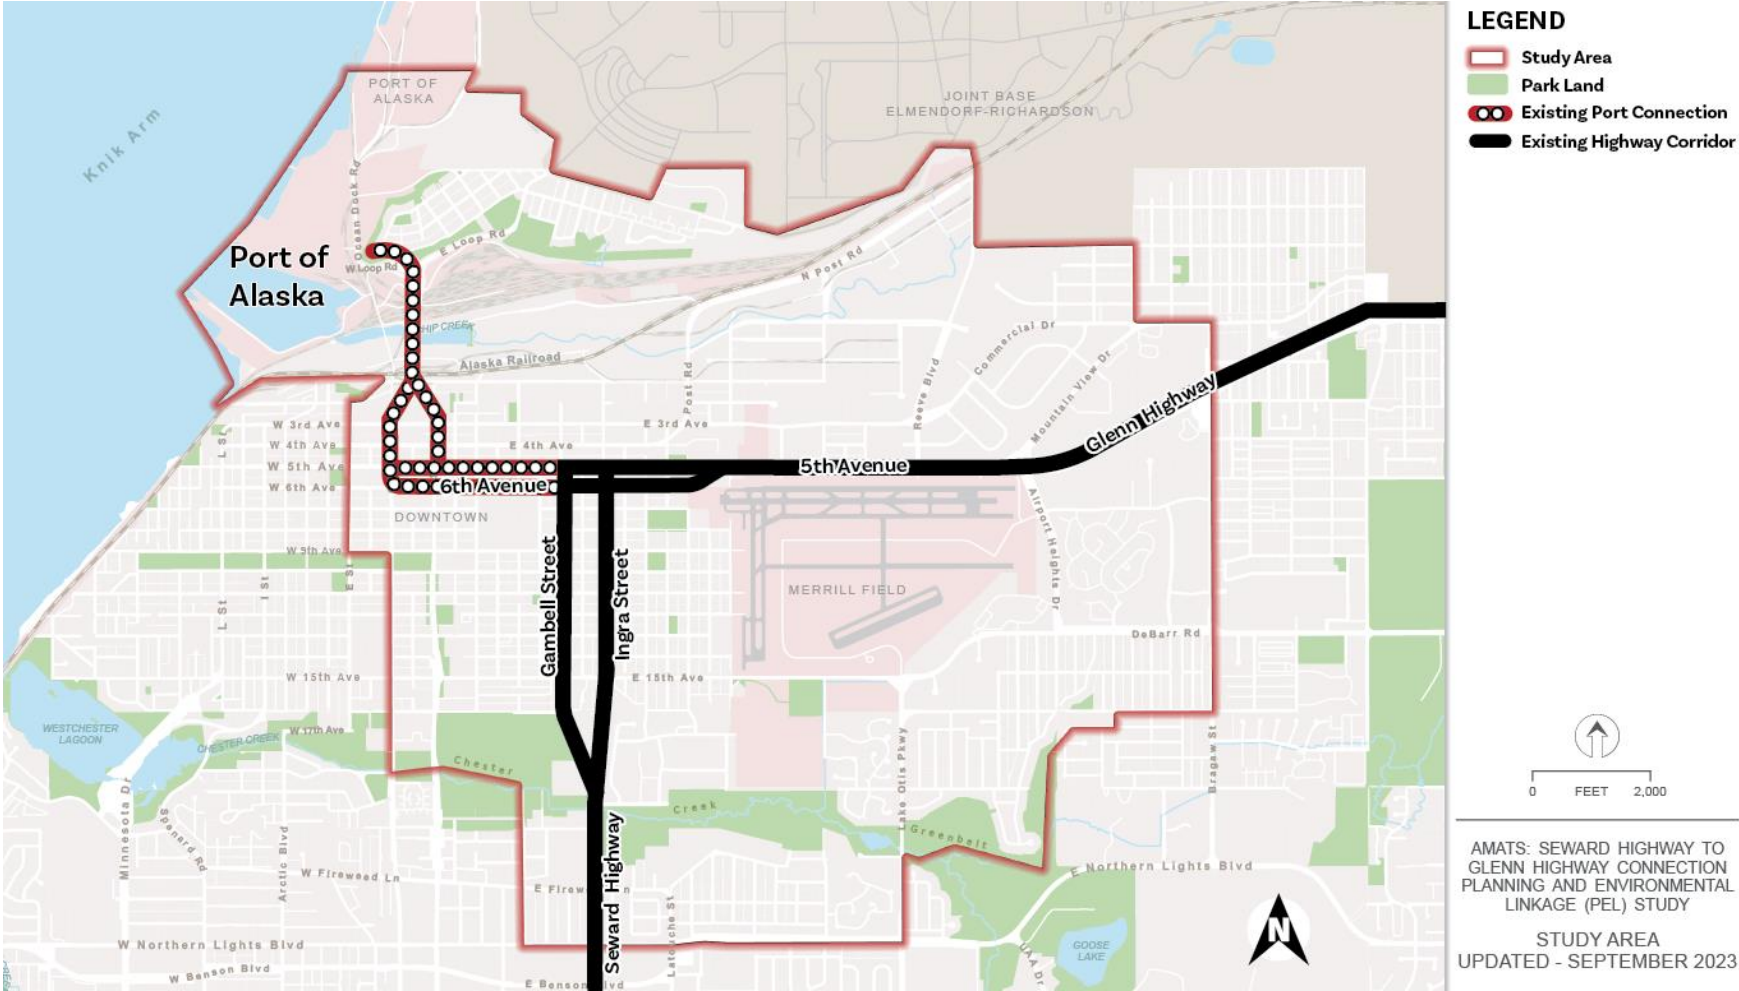 LEGEND
Study Area
Park Land
Existing Port Connection
Existing Highway Corridor
PORT OF
ALASKA
JOINT BASE
ELMENDORF-RICHARDSON
Knik Arm
Ocean Dock Rd
E Loop Rd
W Loop Rd
Port of
Alaska
N Post Rd
SHIP CREEK
Alaska Railroad
Commercial Dr
Mountain View Dr
Reeve Blvd
Post Rd
Glenn Highway
W 3rd Ave
E 3rd Ave
L St
W 4th Ave
E 4th Ave
W 5th Ave
5th Avenue
W 6th Ave
6th Avenue
DOWNTOWN
Airport Heights Dr
W 9th Ave
E St
I St
L St
Gambell Street
Ingra Street
MERRILL FIELD
DeBarr Rd
W 15th Ave
E 15th Ave
WESTCHESTER
LAGOON
CHESTER CREEK
W 17th Ave
Chester
Creek
Greenbelt
Lake Otis Pkwy
Bragaw St
Minnesota Dr
Spenard Rd
Arctic Blvd
W Fireweed Ln
E Firew Ln
E Northern Lights Blvd
Seward Highway
Latouche St
W Northern Lights Blvd
W Benson Blvd
E Benson Blvd
UAA Dr
GOOSE
LAKE
N
0 FEET 2,000
AMATS: SEWARD HIGHWAY TO
GLENN HIGHWAY CONNECTION
PLANNING AND ENVIRONMENTAL
LINKAGE (PEL) STUDY
STUDY AREA
UPDATED - SEPTEMBER 2023